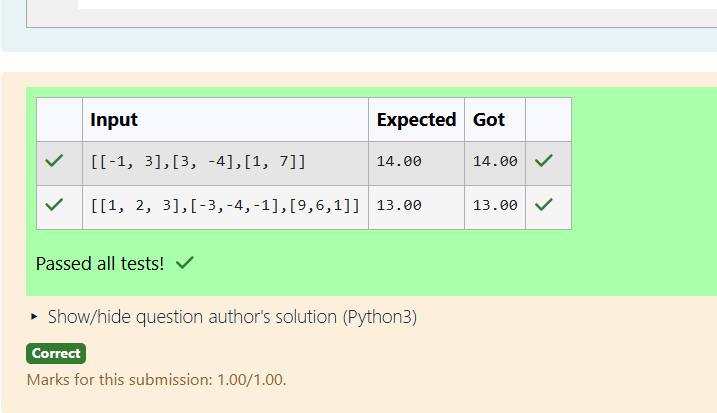 Input Expected Got
[[-1, 3],[3, -4],[1, 7]] 14.00 14.00
[[1, 2, 3],[-3,-4,-1],[9,6,1]] 13.00 13.00
Passed all tests!
Show/hide question author's solution (Python3)
Correct
Marks for this submission: 1.00/1.00.